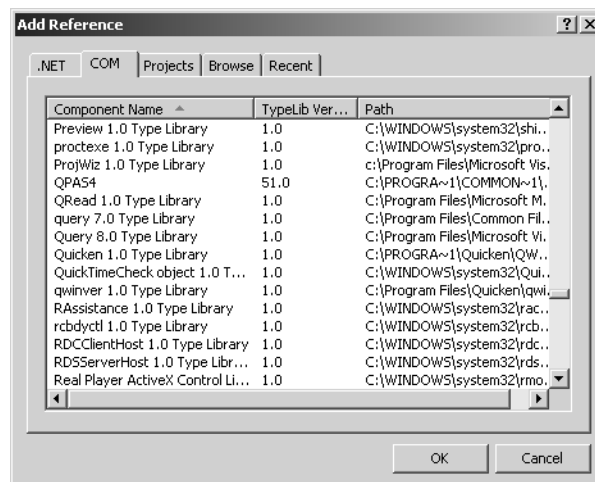 Add Reference
.NET COM Projects Browse Recent
Component Name TypeLib Ver... Path
Preview 1.0 Type Library 1.0 C:\WINDOWS\system32\shi...
proctexe 1.0 Type Library 1.0 C:\WINDOWS\system32\pro...
ProjWiz 1.0 Type Library 1.0 c:\Program Files\Microsoft Vis.
QPAS4 51.0 C:\PROGRA~1\COMMON~1\.
QRead 1.0 Type Library 1.0 C:\Program Files\Microsoft M.
query 7.0 Type Library 1.0 C:\Program Files\Common Fil..
Query 8.0 Type Library 1.0 C:\Program Files\Microsoft Vi.
Quicken 1.0 Type Library 1.0 C:\PROGRA~1\Quicken\QW...
QuickTimeCheck object 1.0 T... 1.0 C:\WINDOWS\system32\Qui..
qwinver 1.0 Type Library 1.0 C:\Program Files\Quicken\qwi.
RAssistance 1.0 Type Library 1.0 C:\WINDOWS\system32\rac..
rcbdyctl 1.0 Type Library 1.0 C:\WINDOWS\system32\rcb..
RDCClientHost 1.0 Type Library 1.0 C:\WINDOWS\system32\rdc..
RDSServerHost 1.0 Type Libr... 1.0 C:\WINDOWS\system32\rds..
Real Player ActiveX Control Li... 1.0 C:\WINDOWS\system32\rmo.
OK Cancel